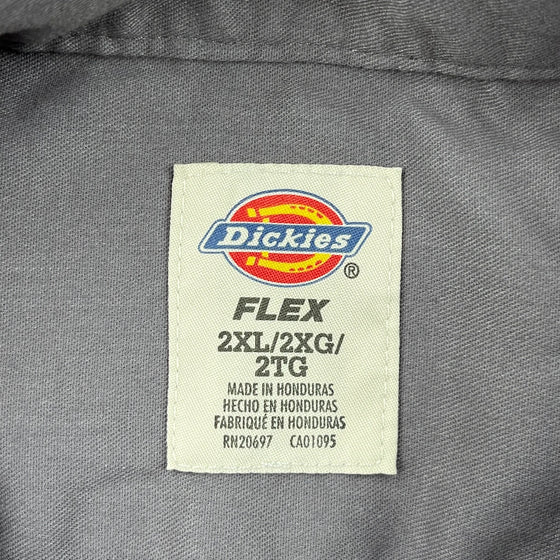 Dickies
®
FLEX
2XL/2XG/
2TG
MADE IN HONDURAS
HECHO EN HONDURAS
FABRIQUÉ EN HONDURAS
RN20697 CA01095